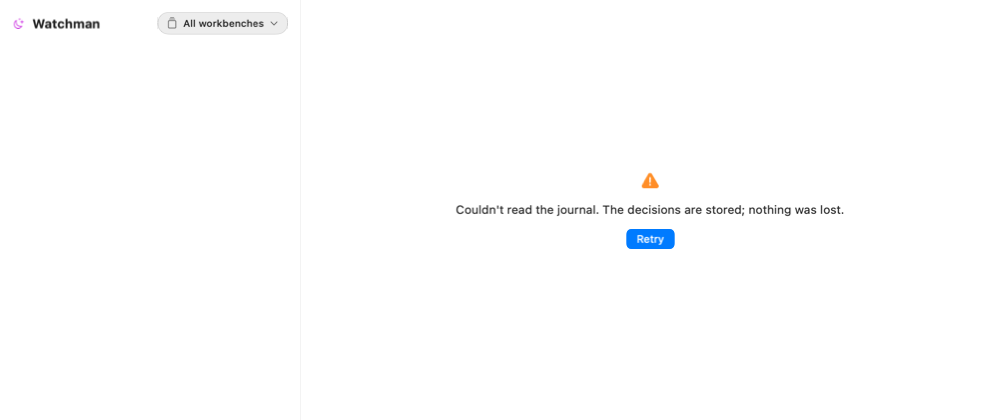 Watchman
All workbenches
Couldn't read the journal. The decisions are stored; nothing was lost.
Retry